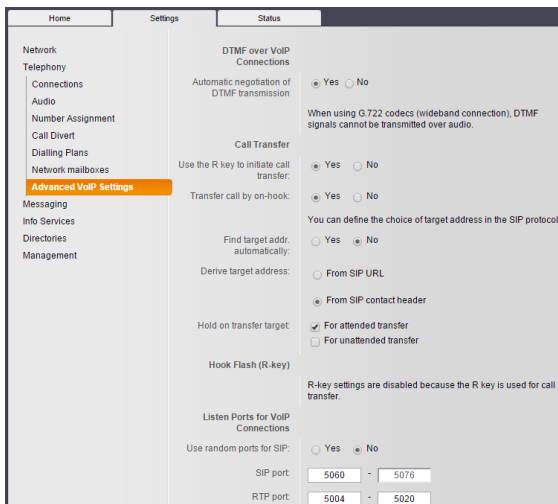 Home Settings Status
Network
Telephony
Connections
Audio
Number Assignment
Call Divert
Dialling Plans
Network mailboxes
Advanced VoIP Settings
Messaging
Info Services
Directories
Management
DTMF over VoIP
Connections
Automatic negotiation of
DTMF transmission
Yes No
When using G.722 codecs (wideband connection), DTMF
signals cannot be transmitted over audio.
Call Transfer
Use the R key to initiate call
transfer:
Yes No
Transfer call by on-hook:
Yes No
You can define the choice of target address in the SIP protocol
Find target addr.
automatically:
Yes No
Derive target address:
From SIP URL
From SIP contact header
Hold on transfer target:
For attended transfer
For unattended transfer
Hook Flash (R-key)
R-key settings are disabled because the R key is used for call
transfer.
Listen Ports for VoIP
Connections
Use random ports for SIP:
Yes No
SIP port: 5060 - 5076
RTP port: 5004 - 5020